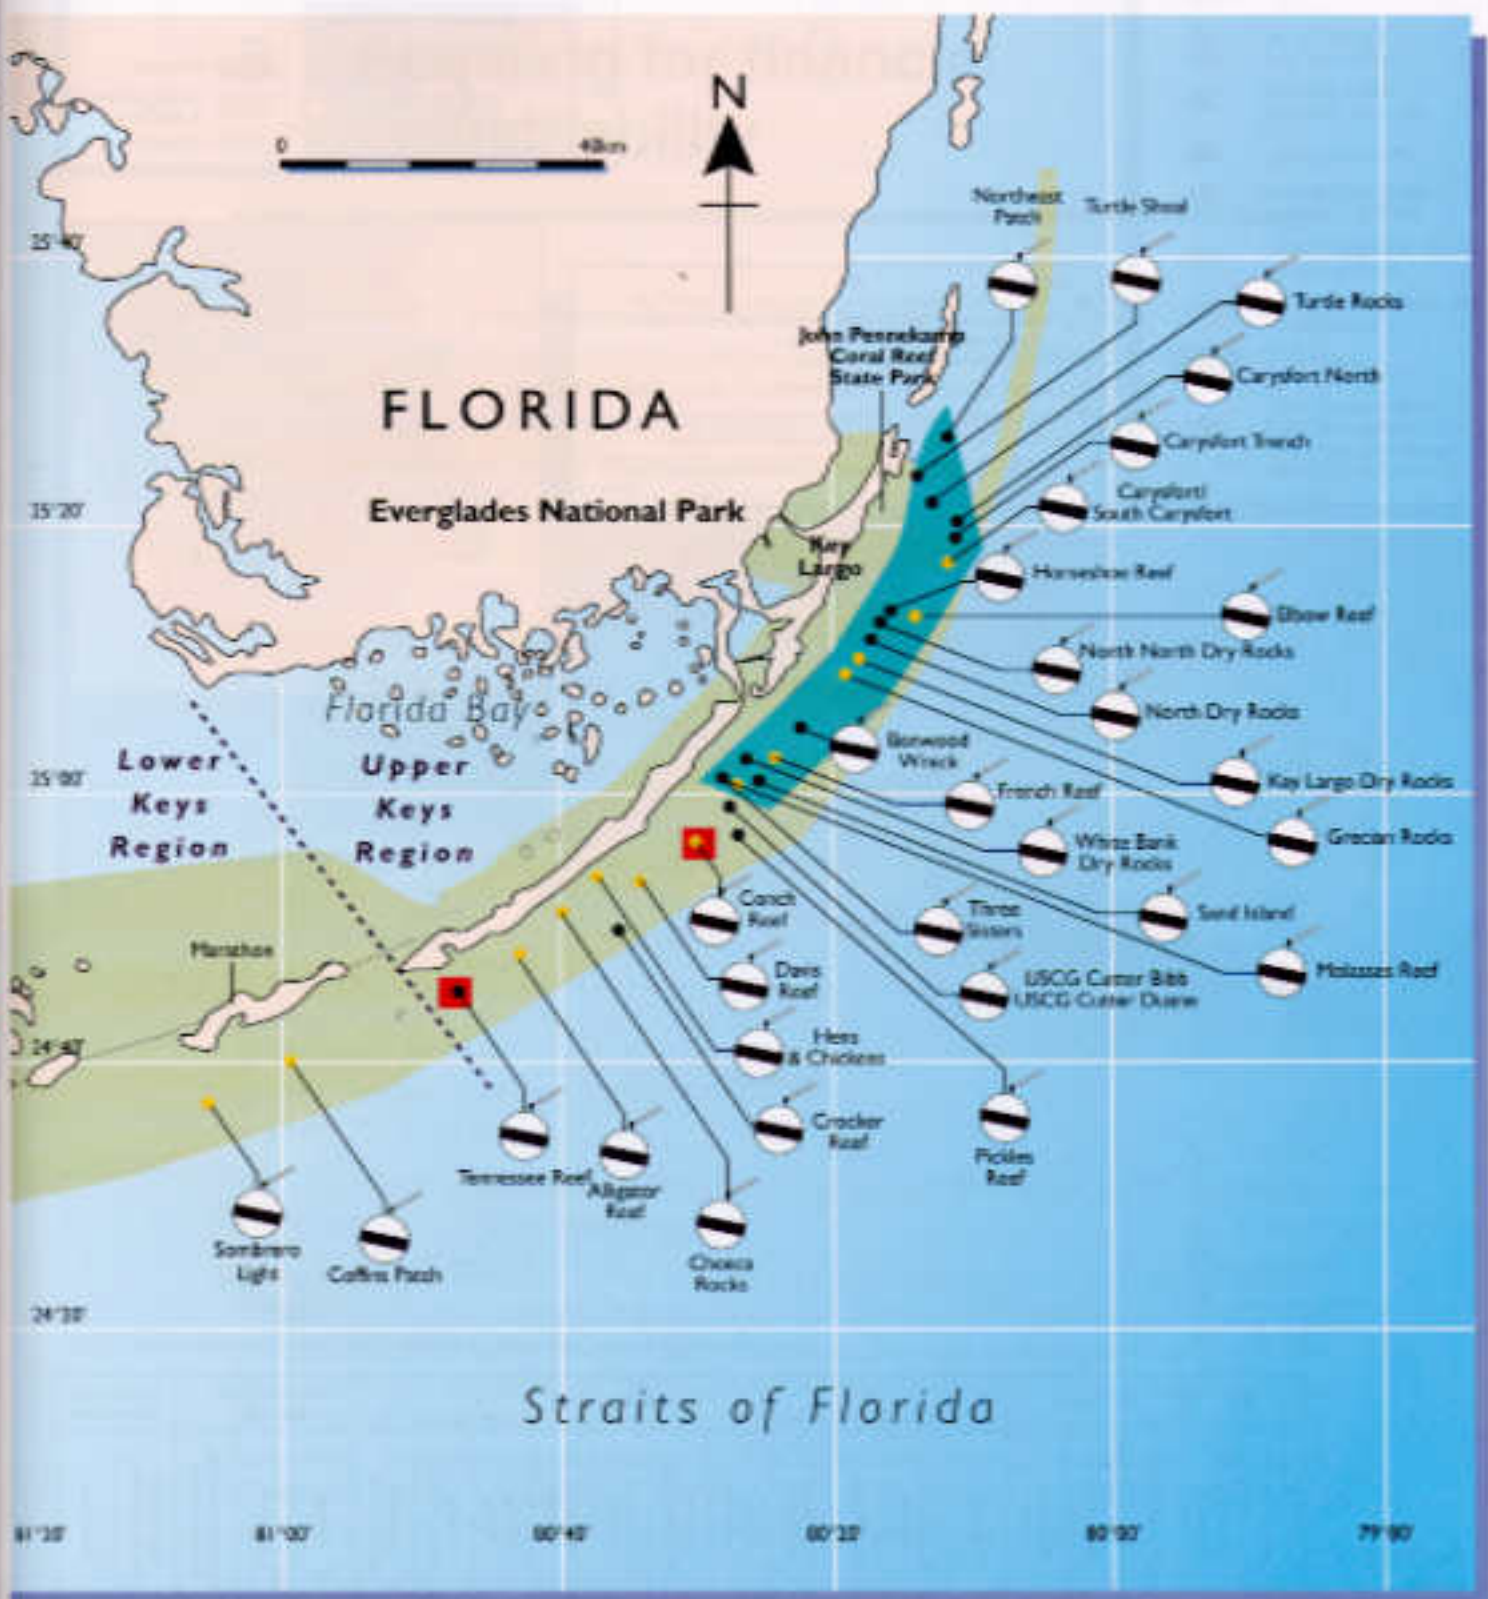 N
0
40km
Northeast
Patch
Turtle Shoal
25°40'
Turtle Rocks
John Pennekamp
Coral Reef
State Park
Carysfort North
FLORIDA
Carysfort Trench
Carysfort/
South Carysfort
25°20'
Everglades National Park
Key
Largo
Horseshoe Reef
Elbow Reef
North North Dry Rocks
Florida Bay
North Dry Rocks
Benwood
Wreck
Lower
Keys
Region
Upper
Keys
Region
25°00'
Key Largo Dry Rocks
French Reef
Grecian Rocks
White Bank
Dry Rocks
Conch
Reef
Three
Sisters
Sand Island
Marathon
Davis
Reef
USCG Cutter Bibb
USCG Cutter Duane
Molasses Reef
24°40'
Hens
& Chickens
Crocker
Reef
Pickles
Reef
Tennessee Reef
Alligator
Reef
Sombrero
Light
Coffins Patch
Cheeca
Rocks
24°20'
Straits of Florida
81°20'
81°00'
80°40'
80°20'
80°00'
79°80'